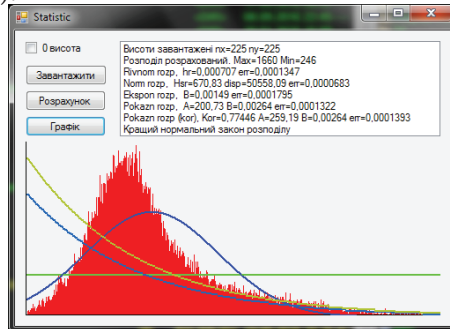 Statistic
0 висота
Завантажити
Розрахунок
Графік
Висоти завантажені nx=225 ny=225
Розподіл розрахований. Max=1660 Min=246
Rivnom rozp, hr=0,000707 err=0,0001347
Norm rozp, Hsr=670,83 disp=50558,09 err=0,0000683
Ekspon rozp, B=0,00149 err=0,0001795
Pokazn rozp, A=200,73 B=0,00264 err=0,0001322
Pokazn rozp (kor), Kor=0,77446 A=259,19 B=0,00264 err=0,0001393
Кращий нормальний закон розподілу